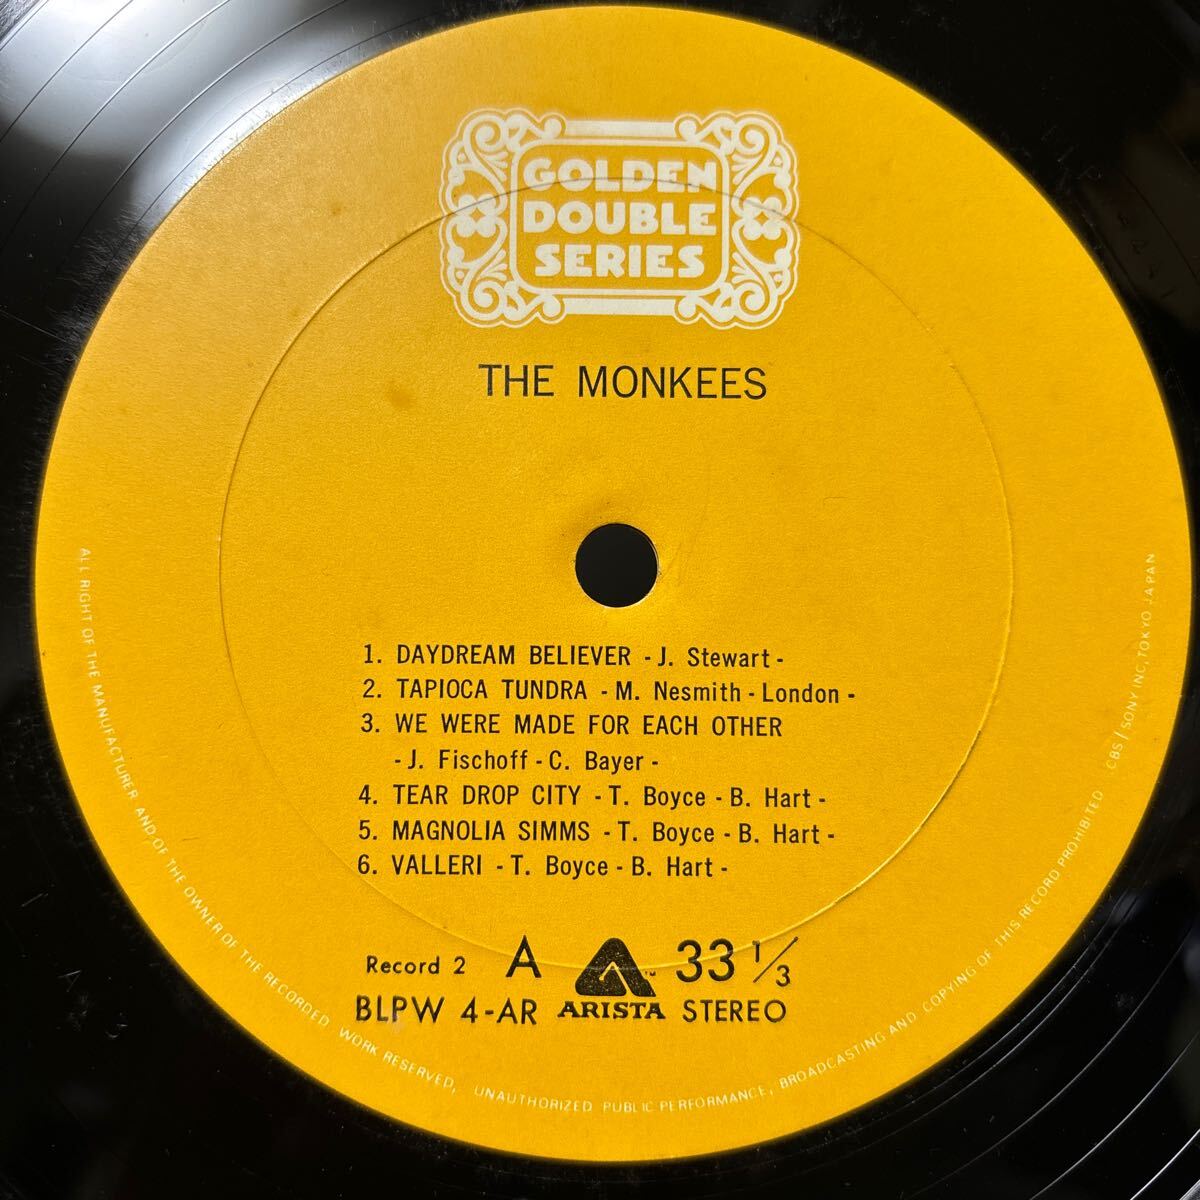 GOLDEN
DOUBLE
SERIES
THE MONKEES
1. DAYDREAM BELIEVER - J. Stewart -
2. TAPIOCA TUNDRA - M. Nesmith - London -
3. WE WERE MADE FOR EACH OTHER
- J. Fischoff - C. Bayer -
4. TEAR DROP CITY - T. Boyce - B. Hart -
5. MAGNOLIA SIMMS - T. Boyce - B. Hart -
6. VALLERI - T. Boyce - B. Hart -
Record 2 A ™ 33 1/3
BLPW 4-AR ARISTA STEREO
ALL RIGHT OF THE MANUFACTURER AND OF THE OWNER OF THE RECORDED WORK RESERVED, UNAUTHORIZED PUBLIC PERFORMANCE, BROADCASTING AND COPYING OF THIS RECORD PROHIBITED CBS/SONY INC, TOKYO JAPAN